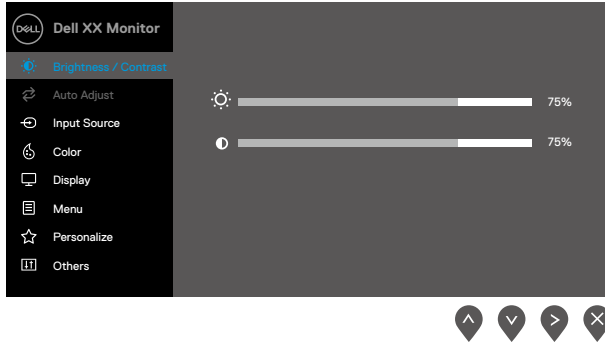 DELL Dell XX Monitor
Brightness / Contrast
Auto Adjust
75%
Input Source
Color
75%
Display
Menu
Personalize
Others